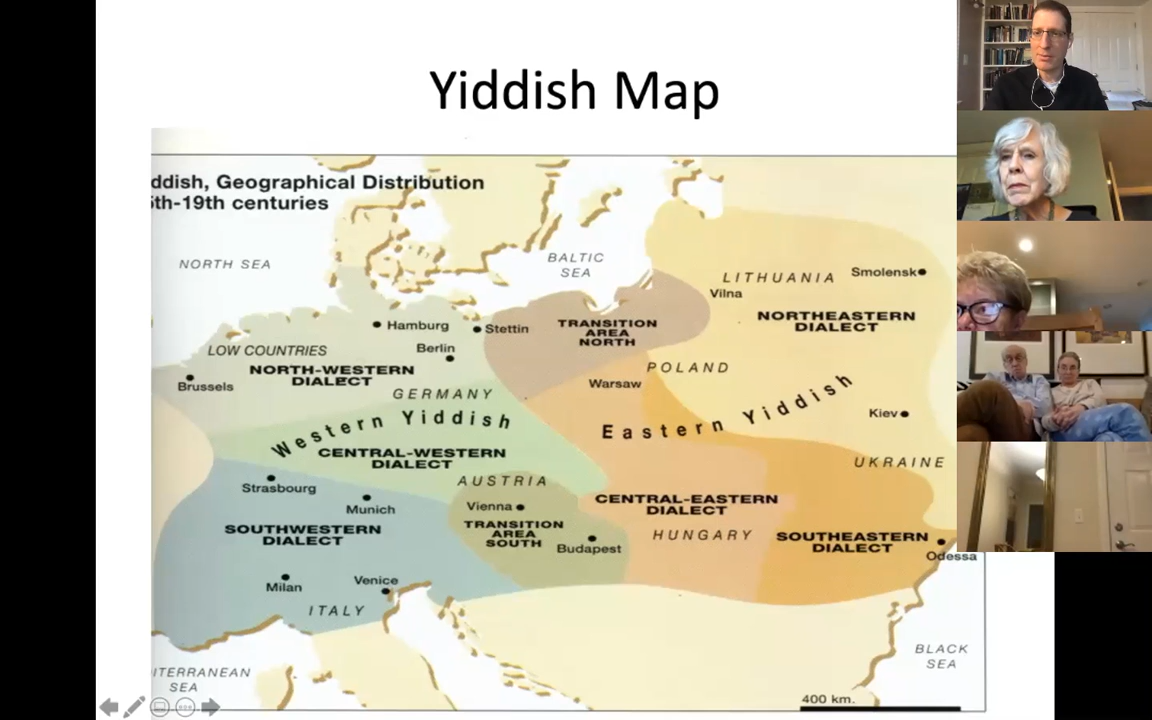 Yiddish Map
ddish, Geographical Distribution
5th-19th centuries
NORTH SEA
BALTIC
SEA
LITHUANIA
Smolensk
Vilna
NORTHEASTERN
DIALECT
Hamburg
Stettin
TRANSITION
AREA
NORTH
LOW COUNTRIES
Berlin
NORTH-WESTERN
DIALECT
Brussels
GERMANY
POLAND
Warsaw
Kiev
Western Yiddish
Eastern Yiddish
CENTRAL-WESTERN
DIALECT
UKRAINE
AUSTRIA
Strasbourg
Munich
Vienna
CENTRAL-EASTERN
DIALECT
SOUTHWESTERN
DIALECT
TRANSITION
AREA
SOUTH
Budapest
HUNGARY
SOUTHEASTERN
DIALECT
Odessa
Milan
Venice
ITALY
BLACK
SEA
ITERRANEAN
SEA
400 km.